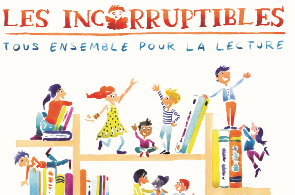 LES INCORRUPTIBLES
TOUS ENSEMBLE POUR LA LECTURE